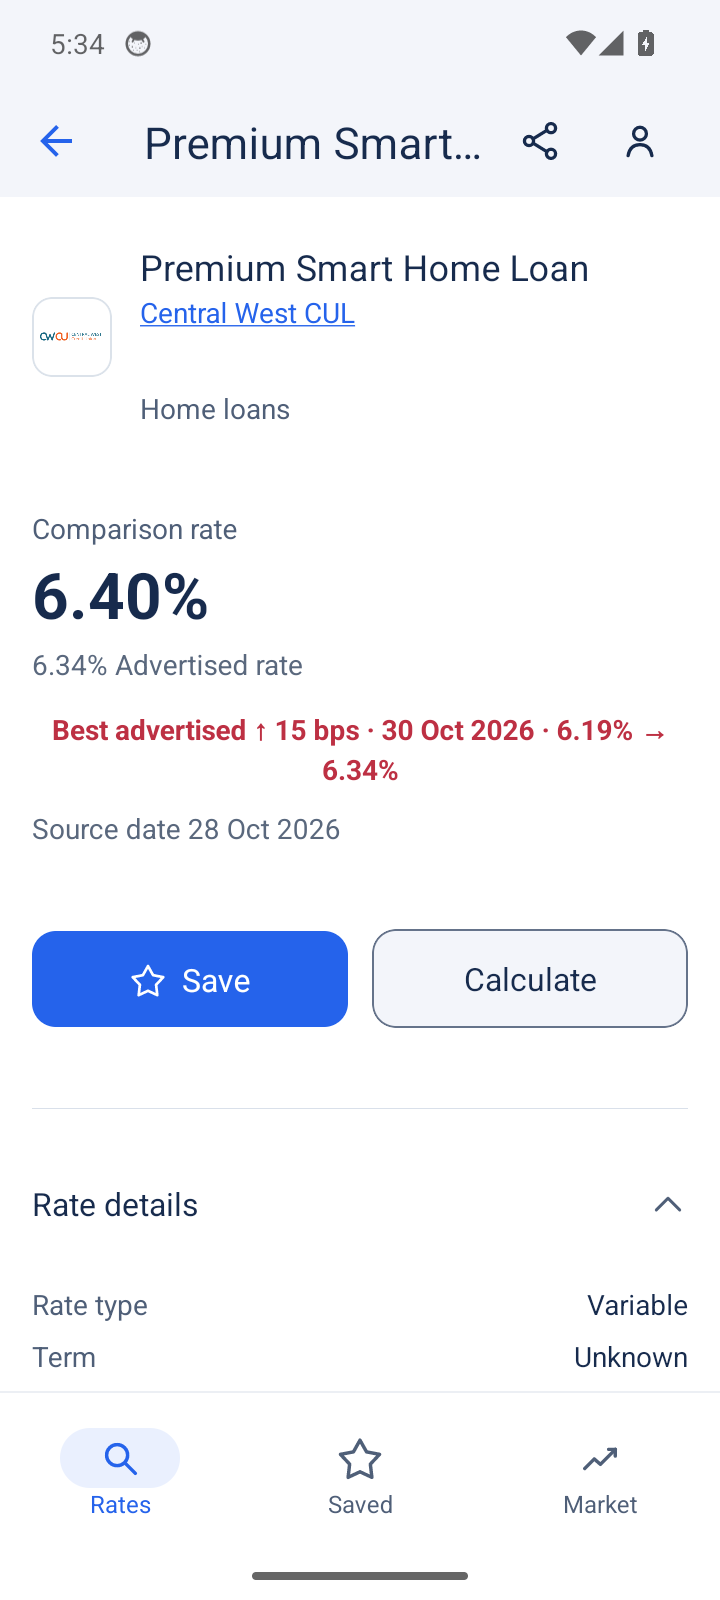 5:34
Premium Smart...
Premium Smart Home Loan
Central West CUL
CWCU
Home loans
Comparison rate
6.40%
6.34% Advertised rate
Best advertised ↑ 15 bps · 30 Oct 2026 · 6.19% →
6.34%
Source date 28 Oct 2026
Save
Calculate
Rate details
Rate type Variable
Term Unknown
Rates Saved Market